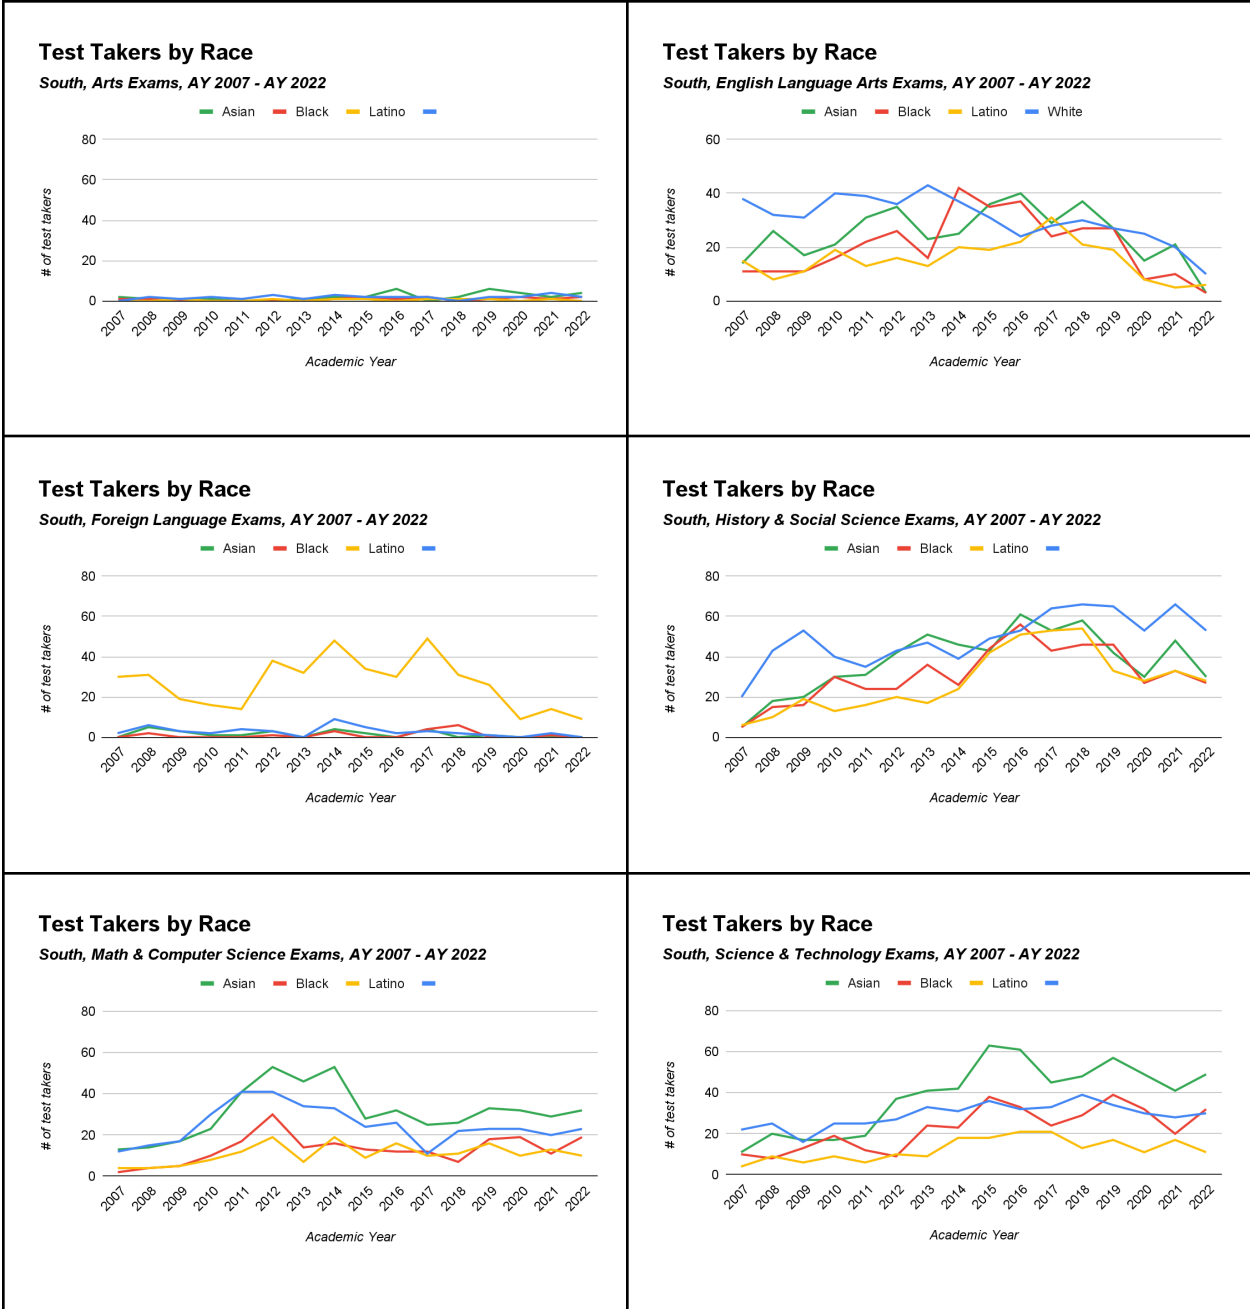 Test Takers by Race
South, Arts Exams, AY 2007 - AY 2022
Asian Black Latino
80
60
40
20
0
# of test takers
2007 2008 2009 2010 2011 2012 2013 2014 2015 2016 2017 2018 2019 2020 2021 2022
Academic Year
Test Takers by Race
South, English Language Arts Exams, AY 2007 - AY 2022
Asian Black Latino White
60
40
20
0
# of test takers
2007 2008 2009 2010 2011 2012 2013 2014 2015 2016 2017 2018 2019 2020 2021 2022
Academic Year
Test Takers by Race
South, Foreign Language Exams, AY 2007 - AY 2022
Asian Black Latino
80
60
40
20
0
# of test takers
2007 2008 2009 2010 2011 2012 2013 2014 2015 2016 2017 2018 2019 2020 2021 2022
Academic Year
Test Takers by Race
South, History & Social Science Exams, AY 2007 - AY 2022
Asian Black Latino
80
60
40
20
0
# of test takers
2007 2008 2009 2010 2011 2012 2013 2014 2015 2016 2017 2018 2019 2020 2021 2022
Academic Year
Test Takers by Race
South, Math & Computer Science Exams, AY 2007 - AY 2022
Asian Black Latino
80
60
40
20
0
# of test takers
2007 2008 2009 2010 2011 2012 2013 2014 2015 2016 2017 2018 2019 2020 2021 2022
Academic Year
Test Takers by Race
South, Science & Technology Exams, AY 2007 - AY 2022
Asian Black Latino
80
60
40
20
0
# of test takers
2007 2008 2009 2010 2011 2012 2013 2014 2015 2016 2017 2018 2019 2020 2021 2022
Academic Year